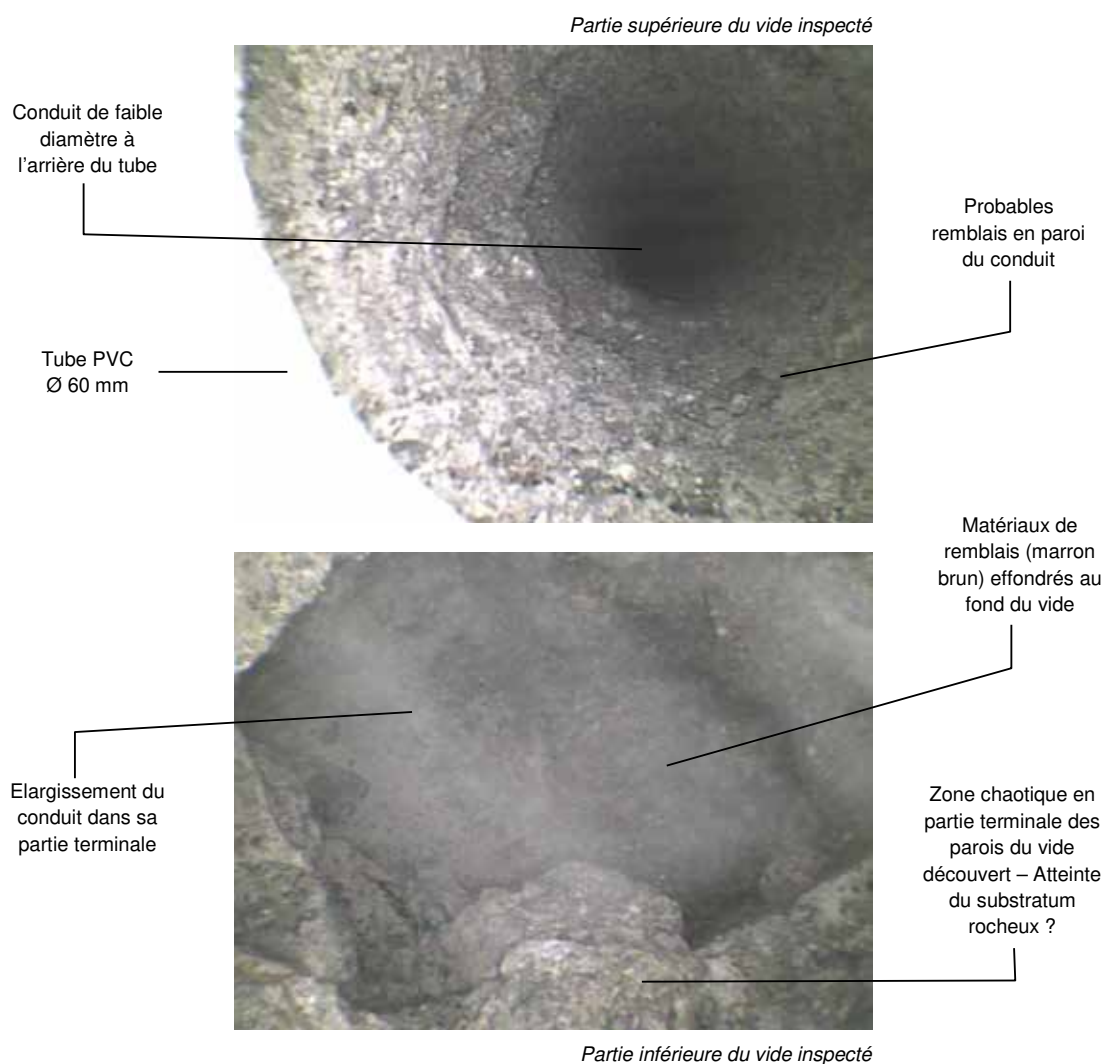 Partie supérieure du vide inspecté
Conduit de faible
diamètre à
l'arrière du tube
Probables
remblais en paroi
du conduit
Tube PVC
Ø 60 mm
Matériaux de
remblais (marron
brun) effondrés au
fond du vide
Elargissement du
conduit dans sa
partie terminale
Zone chaotique en
partie terminale des
parois du vide
découvert – Atteinte
du substratum
rocheux ?
Partie inférieure du vide inspecté